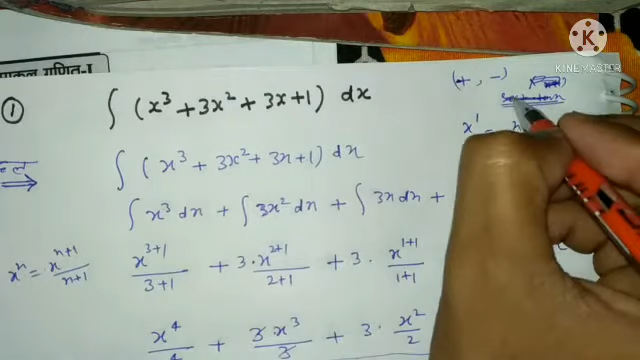 KINEMASTER
गणित-I
(+, -)
① ∫ (x³ + 3x² + 3x + 1) dx
हल ⇒ ∫ (x³ + 3x² + 3x + 1) dx
∫ x³ dx + ∫ 3x² dx + ∫ 3x dx +
xⁿ = xⁿ⁺¹/n+1 x³⁺¹/3+1 + 3· x²⁺¹/2+1 + 3· x¹⁺¹/1+1
x⁴/4 + 3x³/3 + 3· x²/2